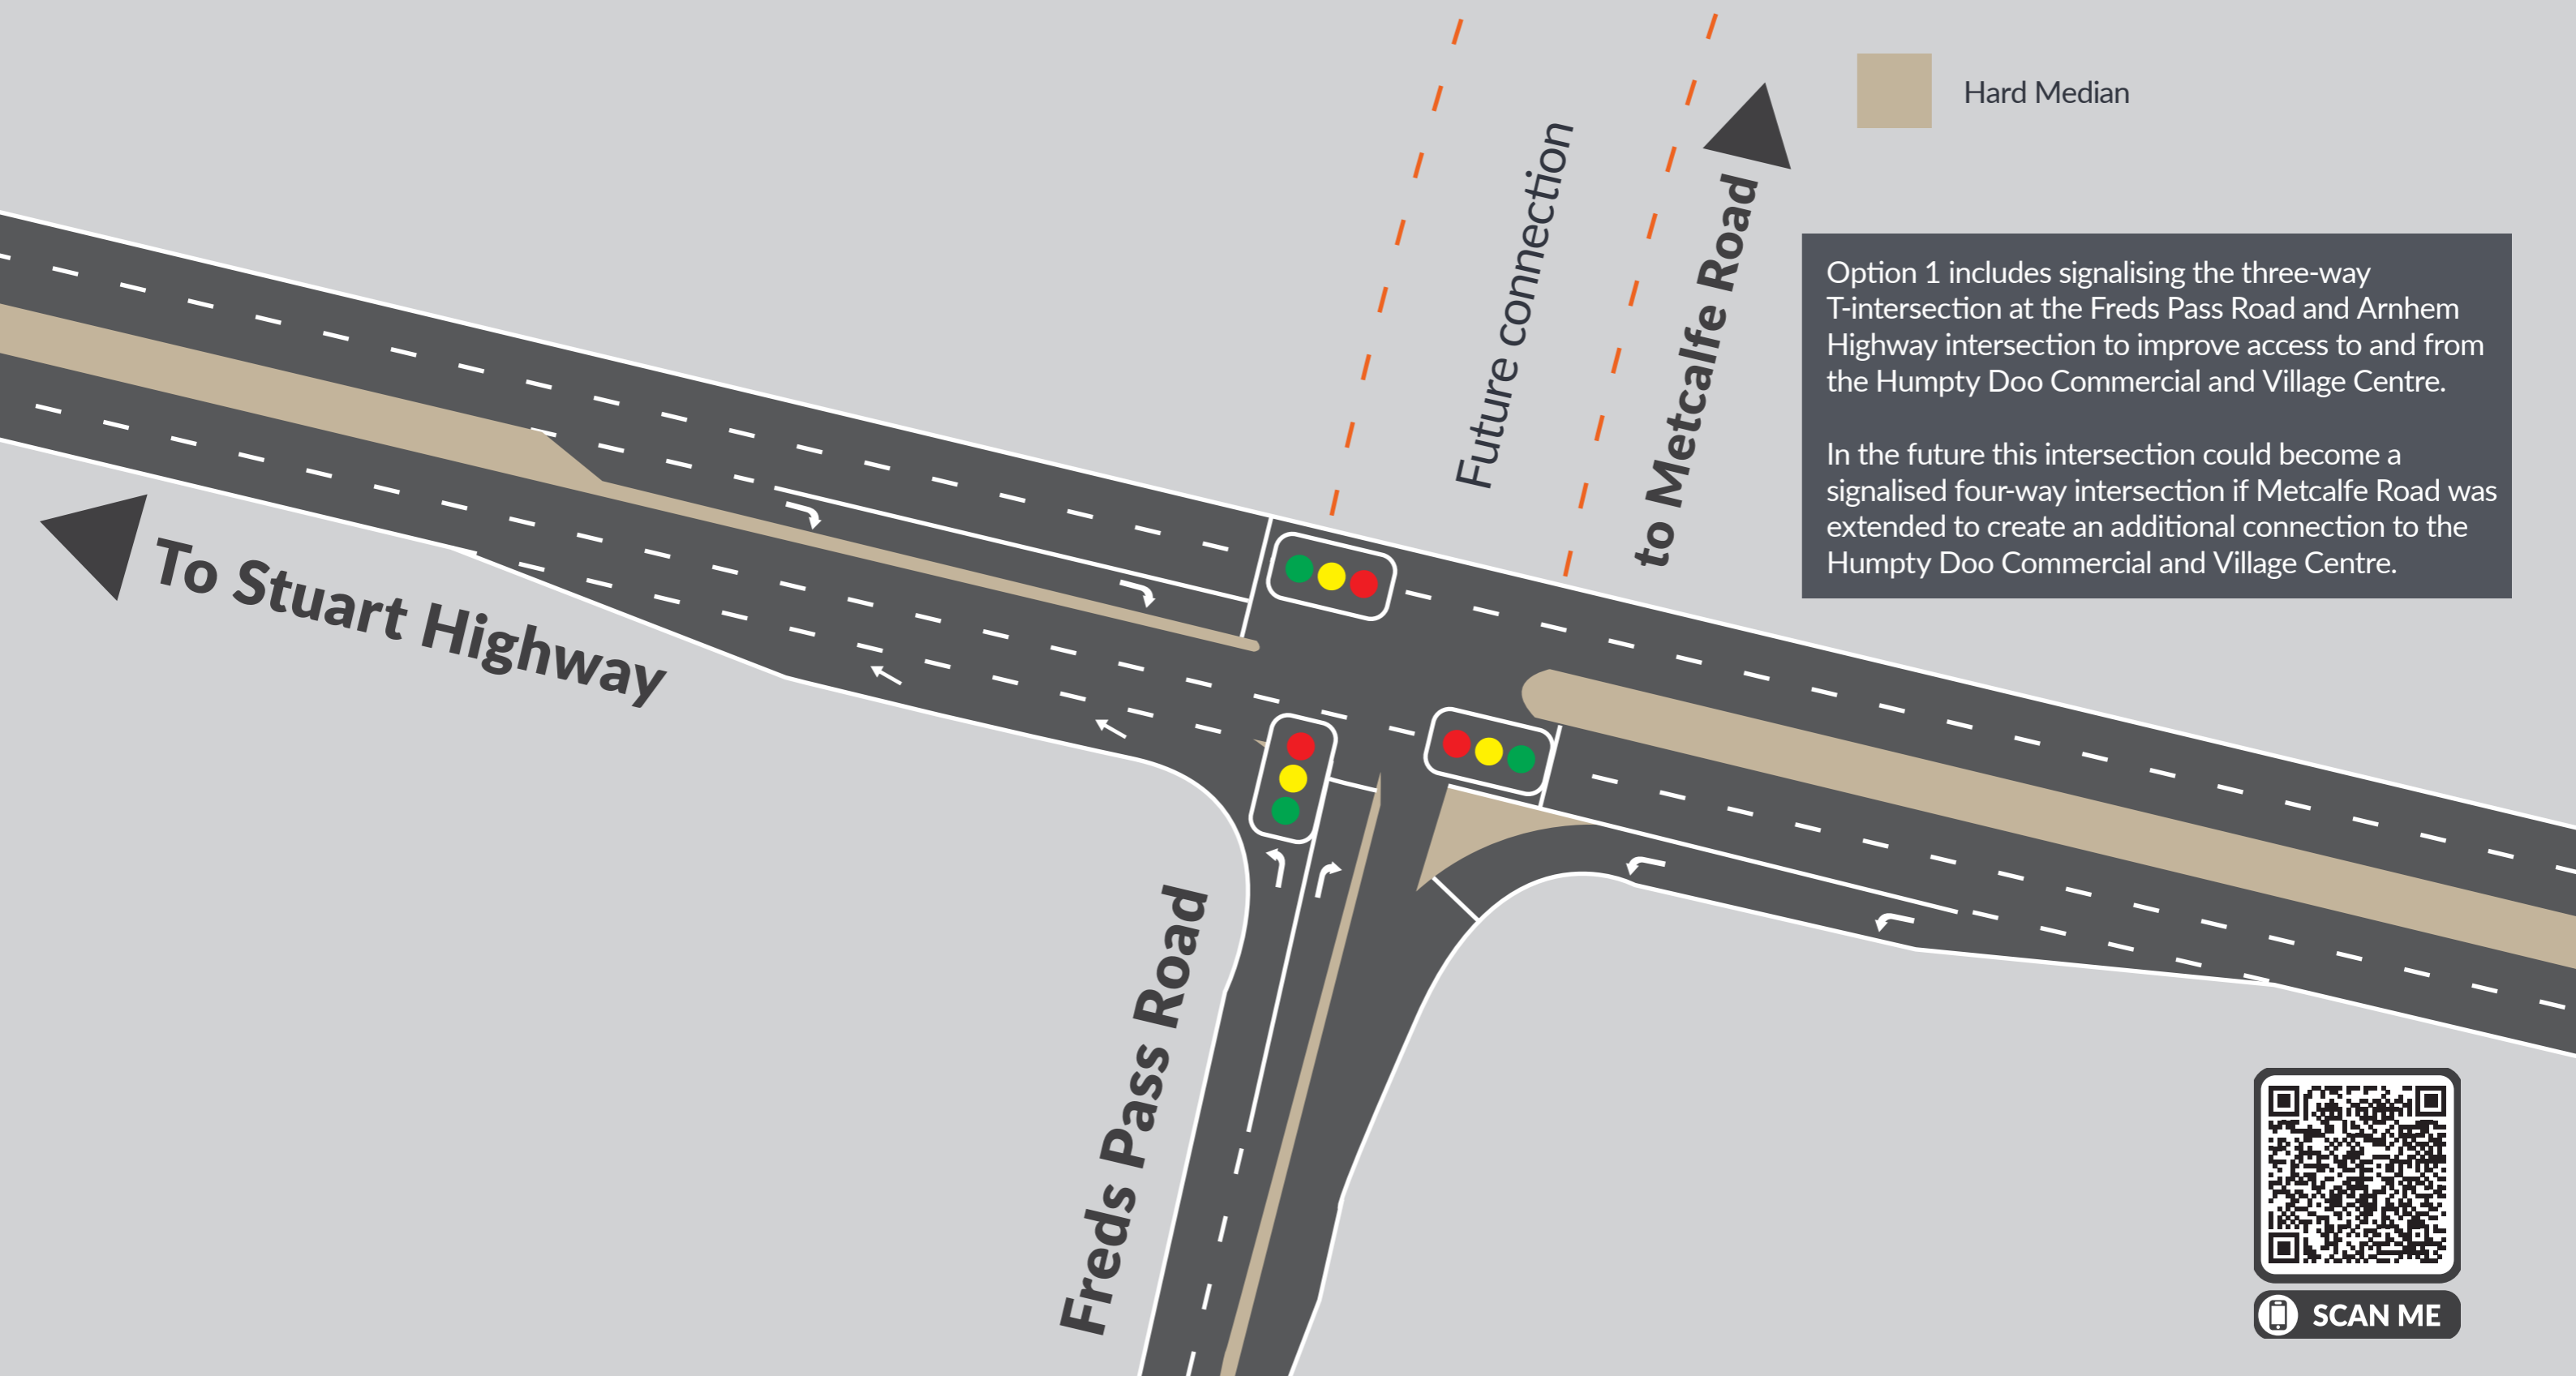 Future connection
to Metcalfe Road
Hard Median
Option 1 includes signalising the three-way
T-intersection at the Freds Pass Road and Arnhem
Highway intersection to improve access to and from
the Humpty Doo Commercial and Village Centre.
In the future this intersection could become a
signalised four-way intersection if Metcalfe Road was
extended to create an additional connection to the
Humpty Doo Commercial and Village Centre.
To Stuart Highway
Freds Pass Road
SCAN ME